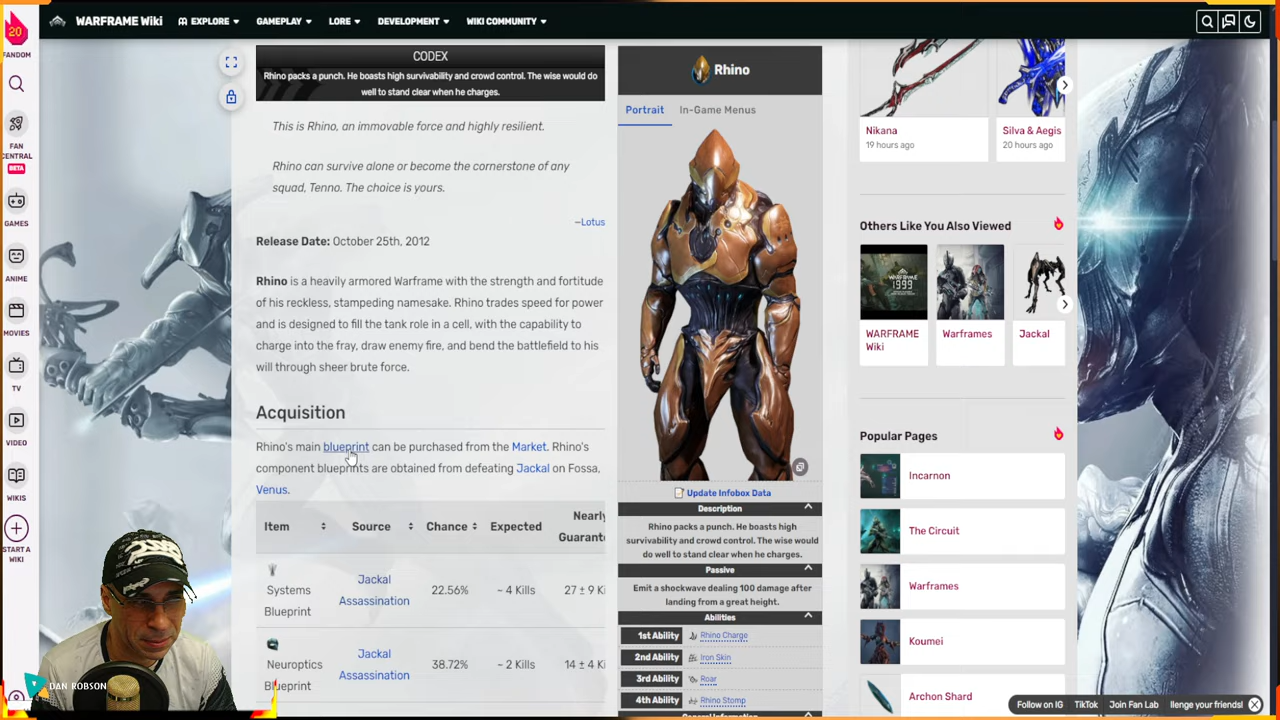 20
FANDOM
FAN
CENTRAL
BETA
GAMES
ANIME
MOVIES
TV
VIDEO
WIKIS
START A
WIKI
WARFRAME Wiki
EXPLORE
GAMEPLAY
LORE
DEVELOPMENT
WIKI COMMUNITY
CODEX
Rhino packs a punch. He boasts high survivability and crowd control. The wise would do
well to stand clear when he charges.
This is Rhino, an immovable force and highly resilient.
Rhino can survive alone or become the cornerstone of any
squad, Tenno. The choice is yours.
–Lotus
Release Date: October 25th, 2012
Rhino is a heavily armored Warframe with the strength and fortitude
of his reckless, stampeding namesake. Rhino trades speed for power
and is designed to fill the tank role in a cell, with the capability to
charge into the fray, draw enemy fire, and bend the battlefield to his
will through sheer brute force.
Acquisition
Rhino's main blueprint can be purchased from the Market. Rhino's
component blueprints are obtained from defeating Jackal on Fossa,
Venus.
Item Source Chance Expected Nearly
Guarante
Systems
Blueprint
Jackal
Assassination
22.56%
~ 4 Kills
27 ± 9 K
Neuroptics
Blueprint
Jackal
Assassination
38.72%
~ 2 Kills
14 ± 4 K
Rhino
Portrait
In-Game Menus
Update Infobox Data
Description
Rhino packs a punch. He boasts high
survivability and crowd control. The wise would
do well to stand clear when he charges.
Passive
Emit a shockwave dealing 100 damage after
landing from a great height.
Abilities
1st Ability Rhino Charge
2nd Ability Iron Skin
3rd Ability Roar
4th Ability Rhino Stomp
General Information
Nikana
19 hours ago
Silva & Aegis
20 hours ago
Others Like You Also Viewed
WARFRAME
1999
WARFRAME
Wiki
Warframes
Jackal
Popular Pages
Incarnon
The Circuit
Warframes
Koumei
Archon Shard
Follow on IG
TikTok
Join Fan Lab
llenge your friends!
DAN ROBSON